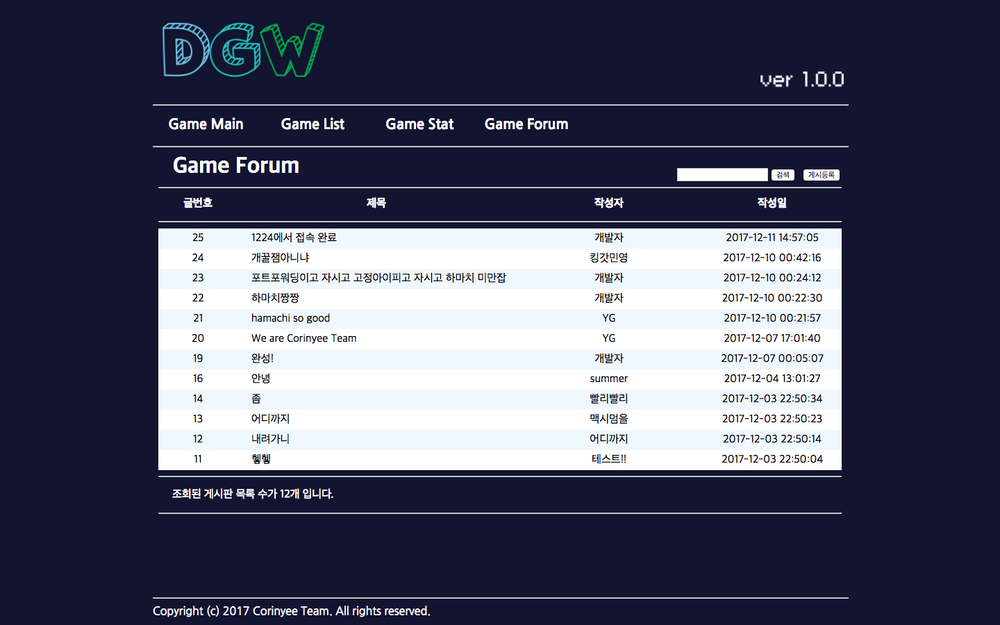 DGW
ver 1.0.0
Game Main Game List Game Stat Game Forum
Game Forum
검색 게시등록
글번호 제목 작성자 작성일
25 1224에서 접속 완료 개발자 2017-12-11 14:57:05
24 개꿀잼아니냐 킹갓민영 2017-12-10 00:42:16
23 포트포워딩이고 자시고 고정아이피고 자시고 하마치 미만잡 개발자 2017-12-10 00:24:12
22 하마치짱짱 개발자 2017-12-10 00:22:30
21 hamachi so good YG 2017-12-10 00:21:57
20 We are Corinyee Team YG 2017-12-07 17:01:40
19 완성! 개발자 2017-12-07 00:05:07
16 안녕 summer 2017-12-04 13:01:27
14 좀 빨리빨리 2017-12-03 22:50:34
13 어디까지 맥시멈을 2017-12-03 22:50:23
12 내려가니 어디까지 2017-12-03 22:50:14
11 헿헿 테스트!! 2017-12-03 22:50:04
조회된 게시판 목록 수가 12개 입니다.
Copyright (c) 2017 Corinyee Team. All rights reserved.